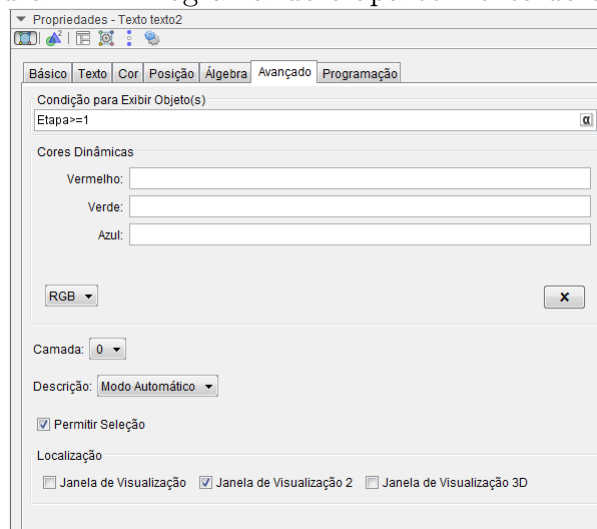 Propriedades - Texto texto2
Básico Texto Cor Posição Álgebra Avançado Programação
Condição para Exibir Objeto(s)
Etapa>=1 α
Cores Dinâmicas
Vermelho:
Verde:
Azul:
RGB x
Camada: 0
Descrição: Modo Automático
Permitir Seleção
Localização
Janela de Visualização Janela de Visualização 2 Janela de Visualização 3D